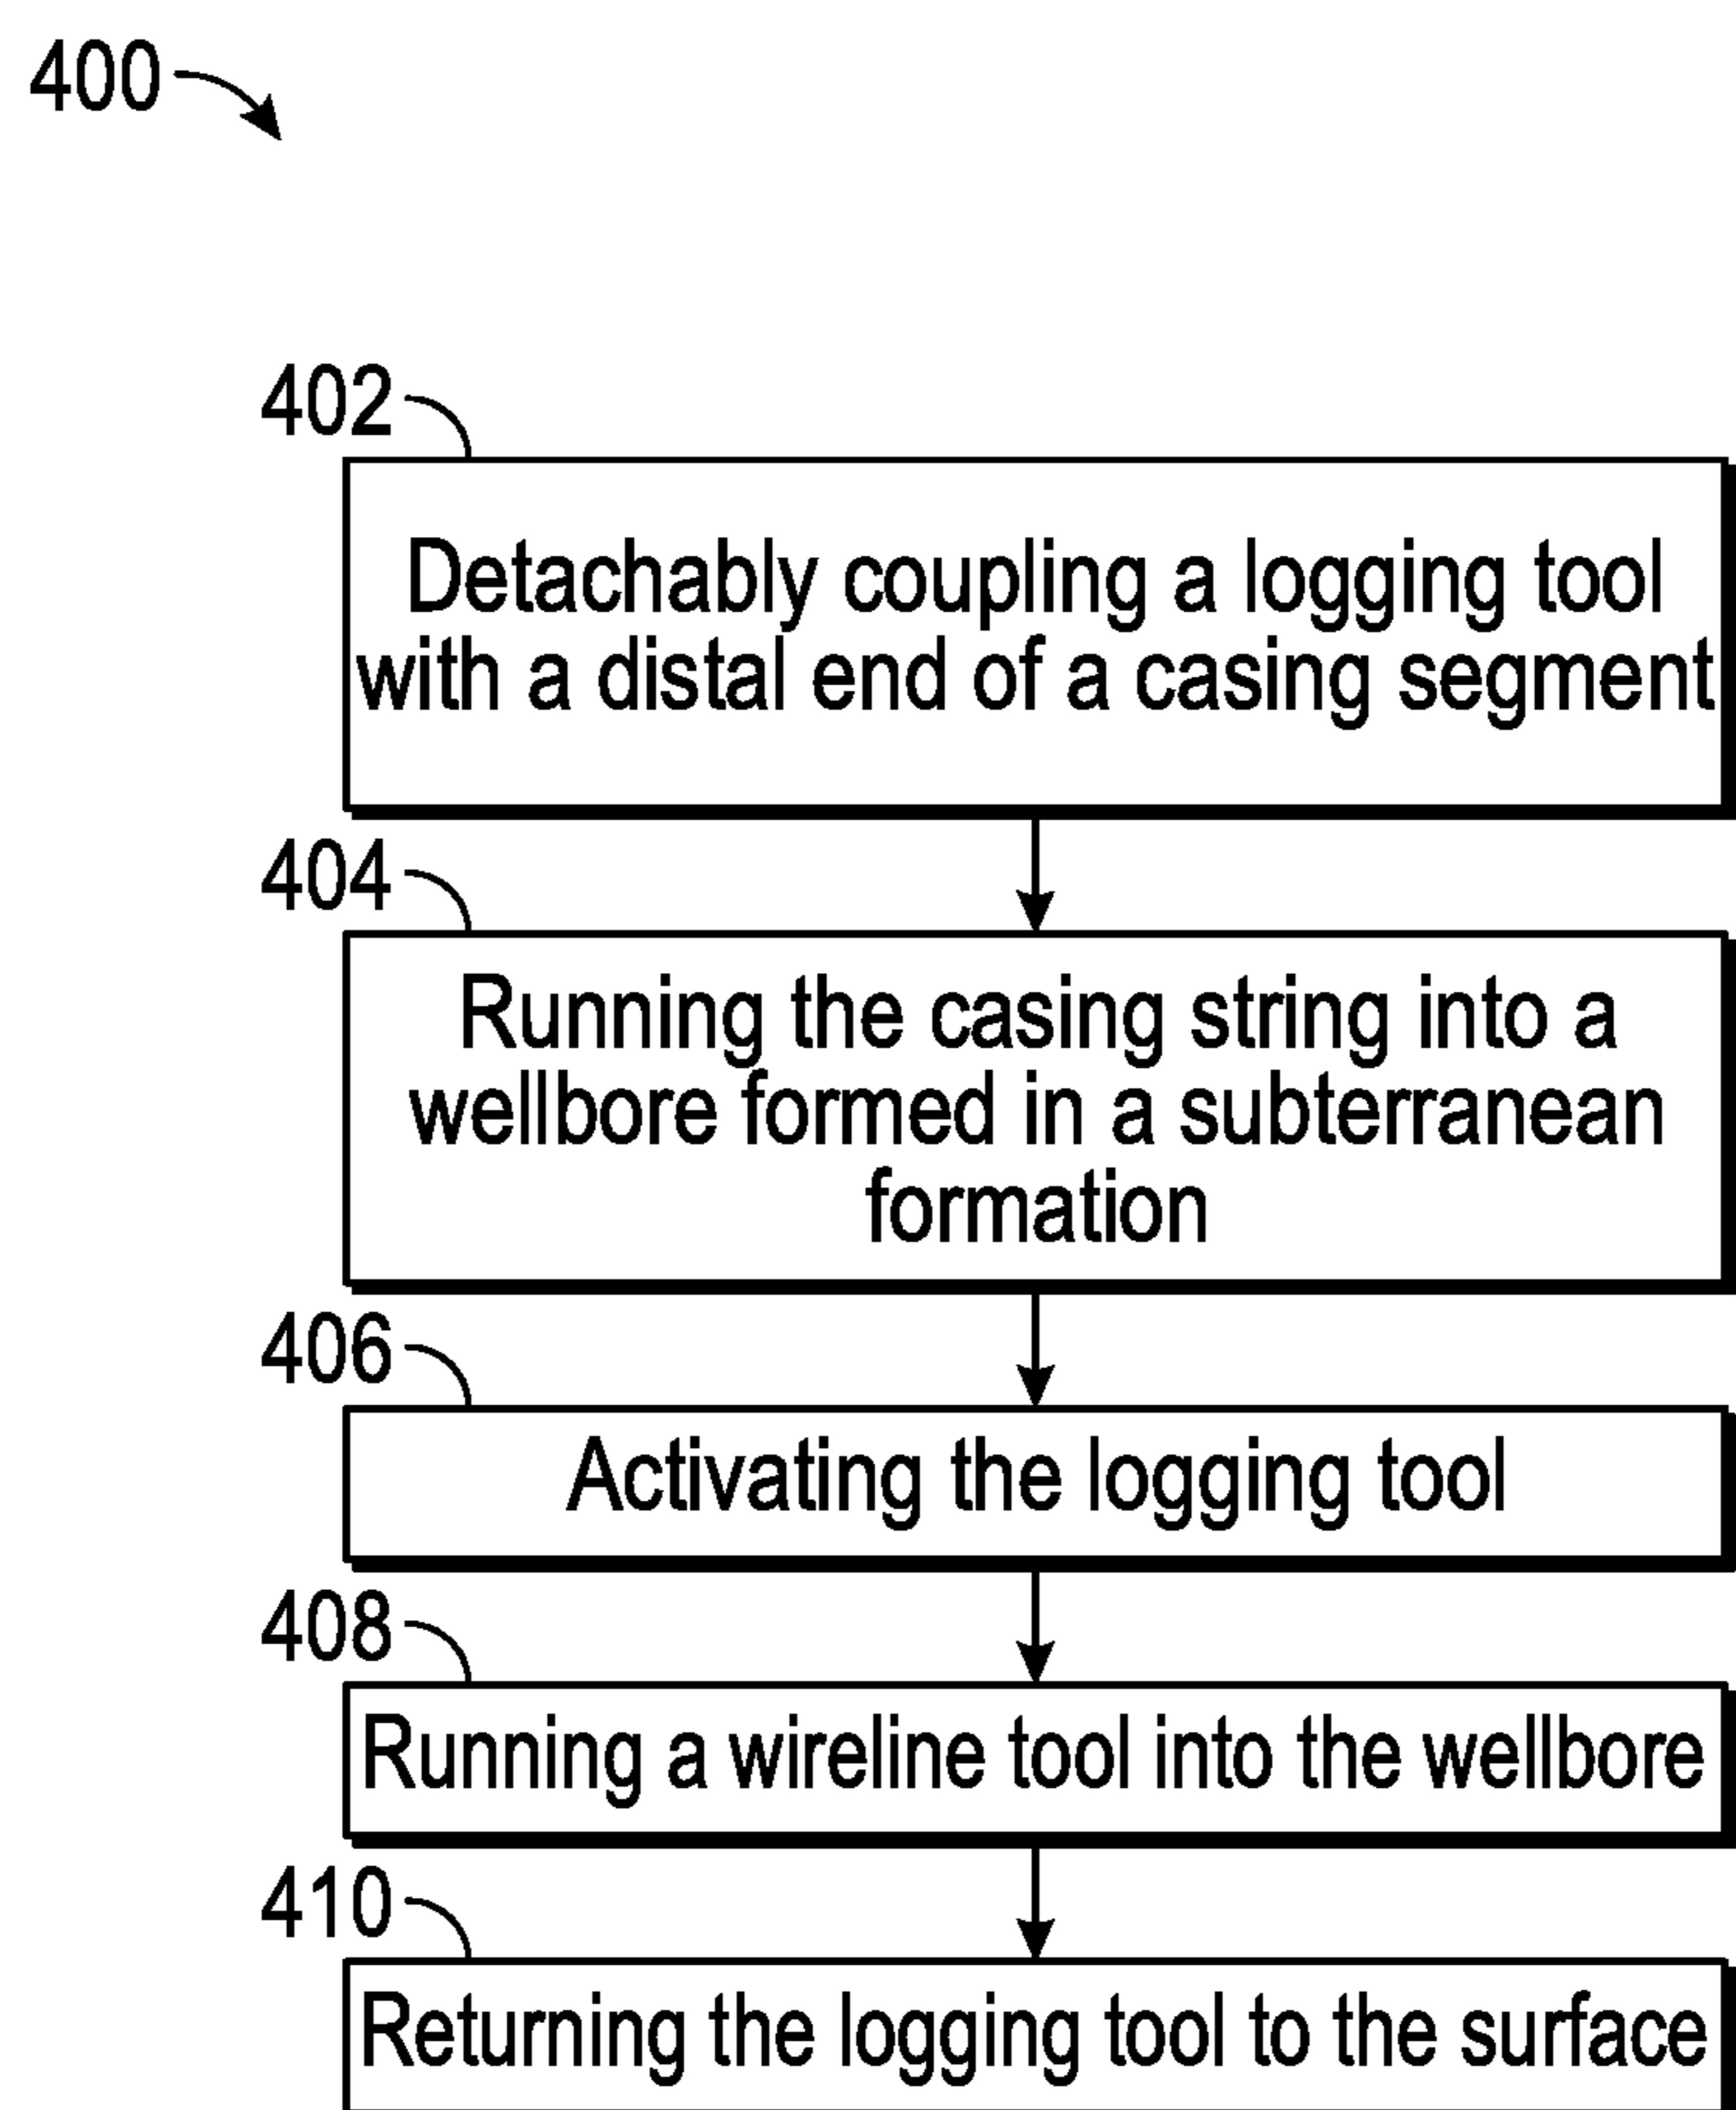 400
402
Detachably coupling a logging tool
with a distal end of a casing segment
404
Running the casing string into a
wellbore formed in a subterranean
formation
406
Activating the logging tool
408
Running a wireline tool into the wellbore
410
Returning the logging tool to the surface